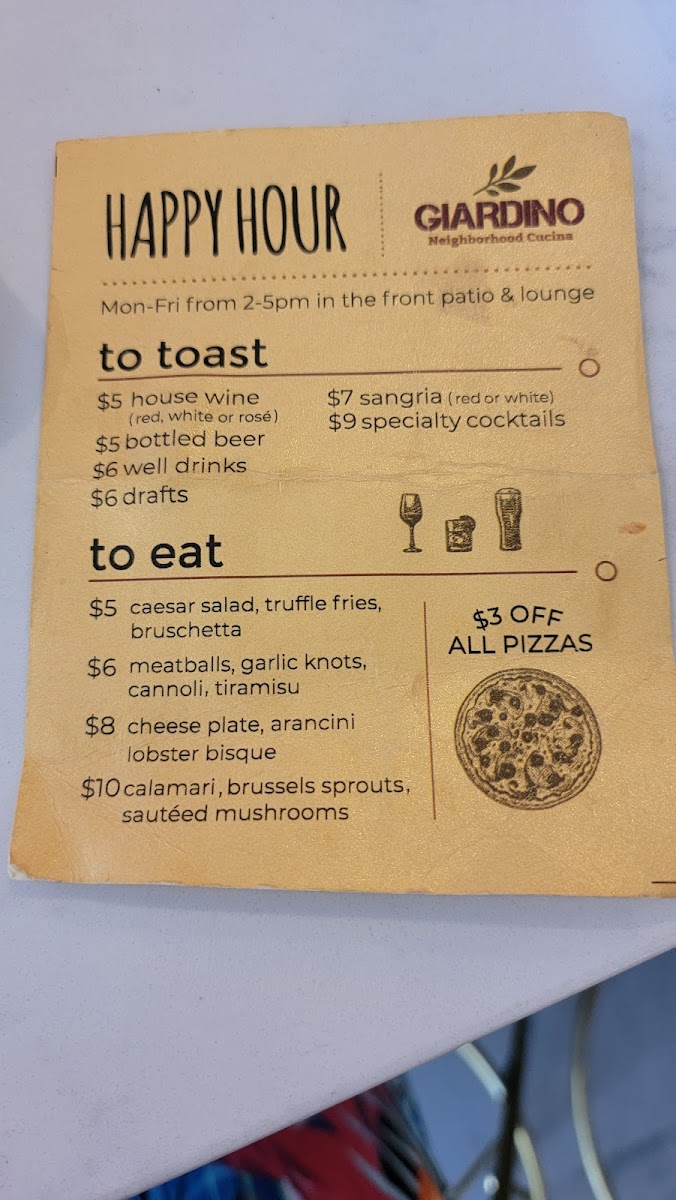 HAPPY HOUR
GIARDINO
Neighborhood Cucina
Mon-Fri from 2-5pm in the front patio & lounge
to toast
$5 house wine
(red, white or rosé)
$5 bottled beer
$6 well drinks
$6 drafts
$7 sangria (red or white)
$9 specialty cocktails
to eat
$5 caesar salad, truffle fries,
bruschetta
$6 meatballs, garlic knots,
cannoli, tiramisu
$8 cheese plate, arancini
lobster bisque
$10 calamari, brussels sprouts,
sautéed mushrooms
$3 OFF
ALL PIZZAS